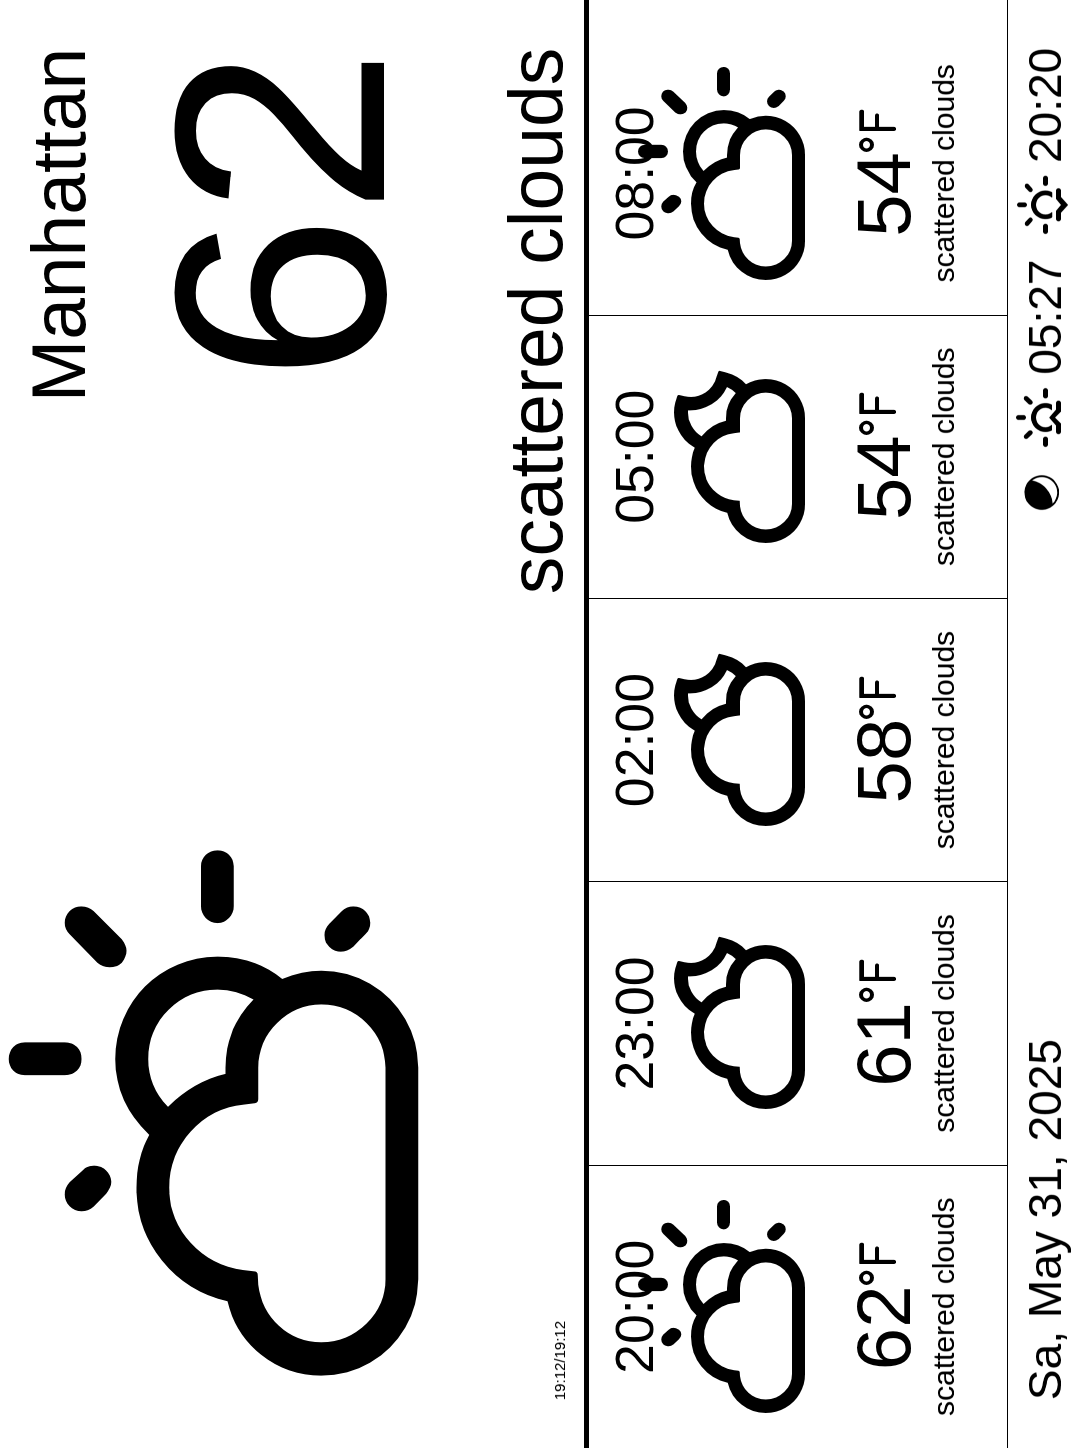 Manhattan
62
scattered clouds
19:12/19:12
20:00
62°F
scattered clouds
23:00
61°F
scattered clouds
02:00
58°F
scattered clouds
05:00
54°F
scattered clouds
08:00
54°F
scattered clouds
Sa, May 31, 2025
05:27 20:20